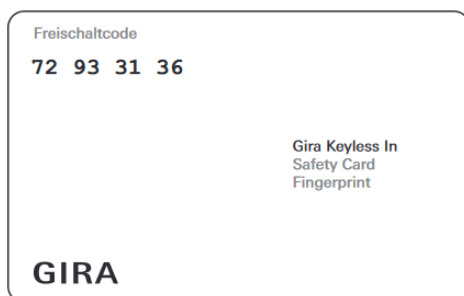 Freischaltcode
72 93 31 36
Gira Keyless In
Safety Card
Fingerprint
GIRA